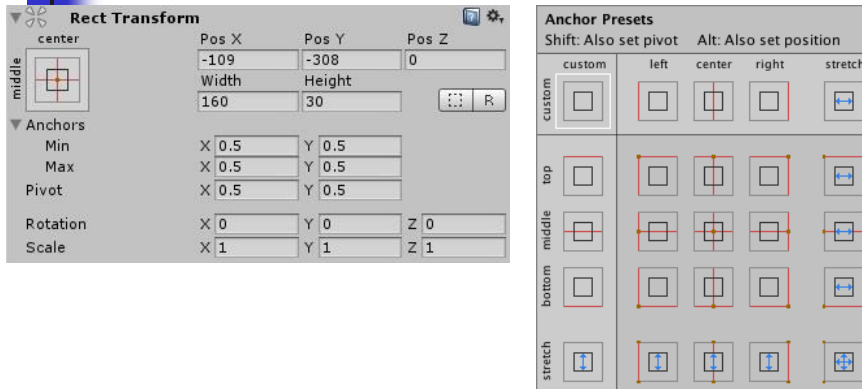 Rect Transform
center
middle
Pos X Pos Y Pos Z
-109 -308 0
Width Height
160 30
R
Anchors
Min X 0.5 Y 0.5
Max X 0.5 Y 0.5
Pivot X 0.5 Y 0.5
Rotation X 0 Y 0 Z 0
Scale X 1 Y 1 Z 1
Anchor Presets
Shift: Also set pivot Alt: Also set position
custom left center right stretch
custom
top
middle
bottom
stretch